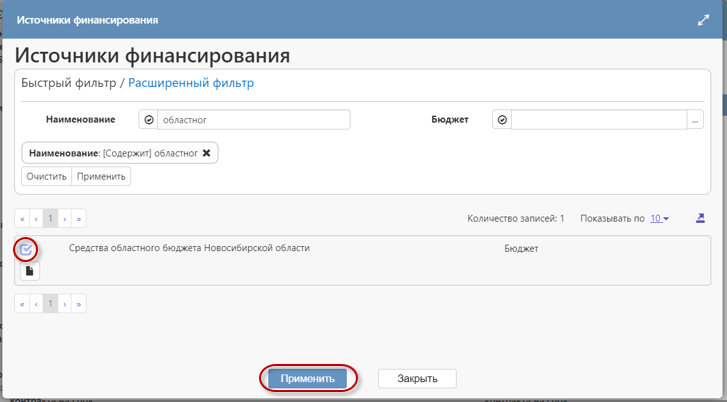 Источники финансирования
Источники финансирования
Быстрый фильтр / Расширенный фильтр
Наименование областног Бюджет ...
Наименование: [Содержит] областног ✖
Очистить Применить
« ‹ 1 › » Количество записей: 1 Показывать по 10
Средства областного бюджета Новосибирской области Бюджет
« ‹ 1 › »
Применить Закрыть